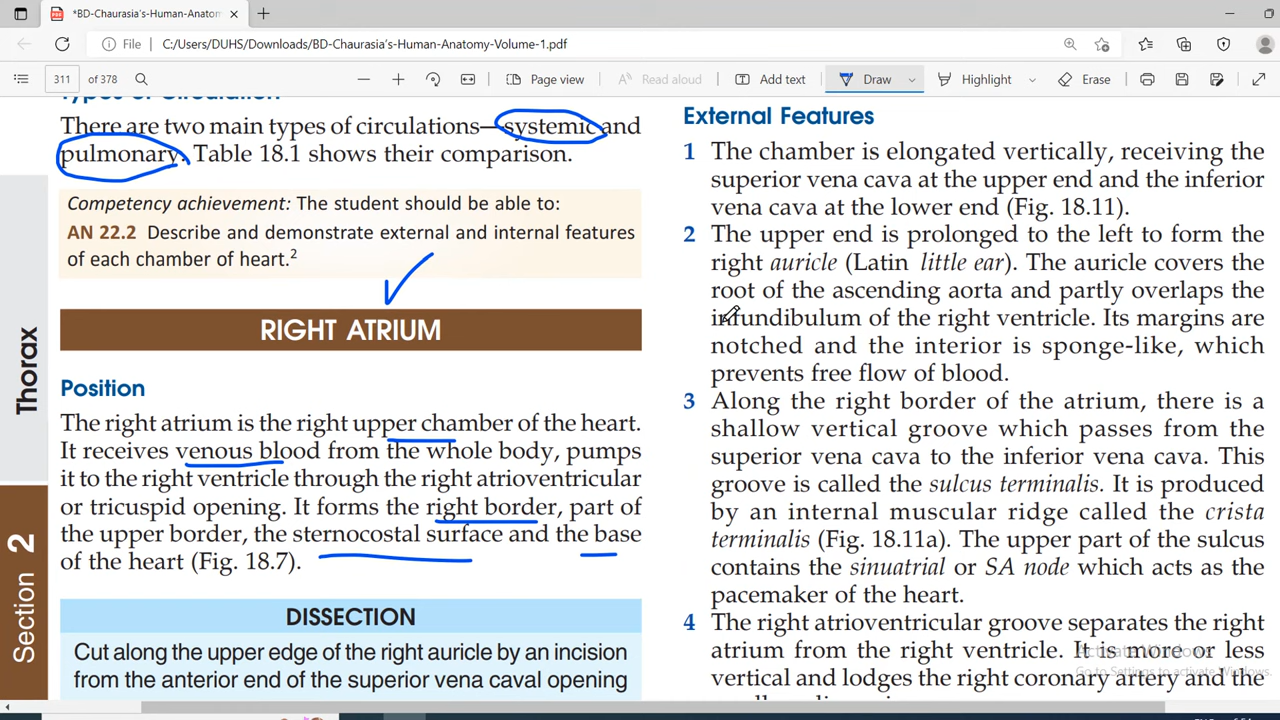 *BD-Chaurasia's-Human-Anatom
File
C:/Users/DUHS/Downloads/BD-Chaurasia's-Human-Anatomy-Volume-1.pdf
311 of 378
Page view
Read aloud
Add text
Draw
Highlight
Erase
Types of Circulation
There are two main types of circulations—systemic and
pulmonary. Table 18.1 shows their comparison.
Competency achievement: The student should be able to:
AN 22.2 Describe and demonstrate external and internal features
of each chamber of heart.2
RIGHT ATRIUM
Position
The right atrium is the right upper chamber of the heart.
It receives venous blood from the whole body, pumps
it to the right ventricle through the right atrioventricular
or tricuspid opening. It forms the right border, part of
the upper border, the sternocostal surface and the base
of the heart (Fig. 18.7).
DISSECTION
Cut along the upper edge of the right auricle by an incision
from the anterior end of the superior vena caval opening
Thorax
Section 2
External Features
1 The chamber is elongated vertically, receiving the
superior vena cava at the upper end and the inferior
vena cava at the lower end (Fig. 18.11).
2 The upper end is prolonged to the left to form the
right auricle (Latin little ear). The auricle covers the
root of the ascending aorta and partly overlaps the
infundibulum of the right ventricle. Its margins are
notched and the interior is sponge-like, which
prevents free flow of blood.
3 Along the right border of the atrium, there is a
shallow vertical groove which passes from the
superior vena cava to the inferior vena cava. This
groove is called the sulcus terminalis. It is produced
by an internal muscular ridge called the crista
terminalis (Fig. 18.11a). The upper part of the sulcus
contains the sinuatrial or SA node which acts as the
pacemaker of the heart.
4 The right atrioventricular groove separates the right
atrium from the right ventricle. It is more or less
vertical and lodges the right coronary artery and the
Activate Windows
Go to Settings to activate Windows.